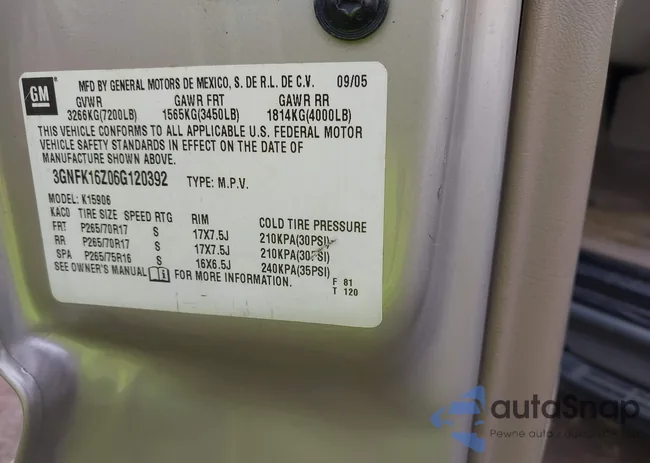 GM
MFD BY GENERAL MOTORS DE MEXICO, S. DE R.L. DE C.V. 09/05
GVWR GAWR FRT GAWR RR
3266KG(7200LB) 1565KG(3450LB) 1814KG(4000LB)
THIS VEHICLE CONFORMS TO ALL APPLICABLE U.S. FEDERAL MOTOR
VEHICLE SAFETY STANDARDS IN EFFECT ON THE DATE OF
MANUFACTURE SHOWN ABOVE.
3GNFK16Z06G120392 TYPE: M.P.V.
MODEL: K15906
KACO TIRE SIZE SPEED RTG RIM COLD TIRE PRESSURE
FRT P265/70R17 S 17X7.5J 210KPA(30PSI)
RR P265/70R17 S 17X7.5J 210KPA(30PSI)
SPA P265/75R16 S 16X6.5J 240KPA(35PSI)
SEE OWNER'S MANUAL FOR MORE INFORMATION.
F 81
T 120
autoSnap
Pewne auto z